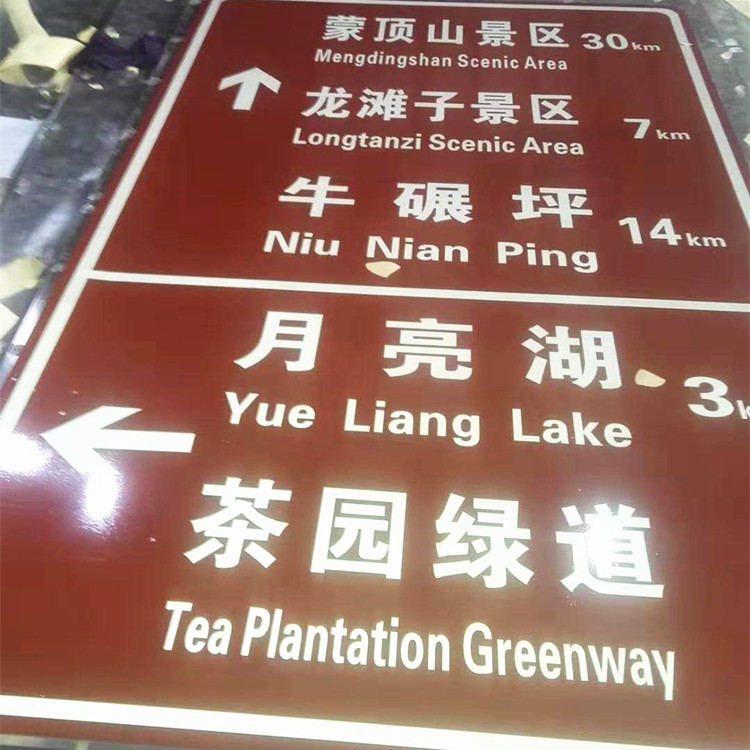 蒙顶山景区 30km
Mengdingshan Scenic Area
龙滩子景区 7km
Longtanzi Scenic Area
牛碾坪 14km
Niu Nian Ping
月亮湖 3k
Yue Liang Lake
茶园绿道
Tea Plantation Greenway